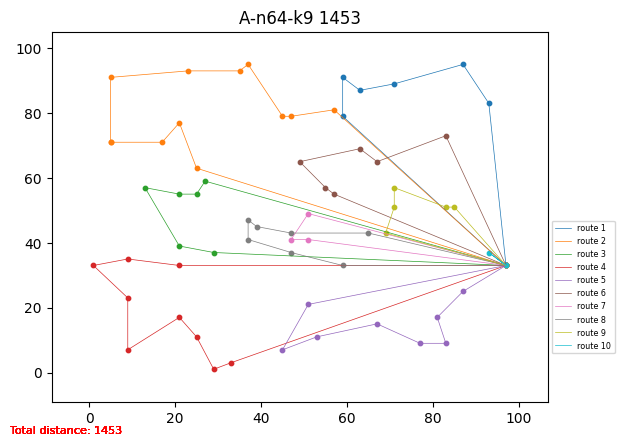 A-n64-k9 1453
100
80
60
40
20
0
0 20 40 60 80 100
route 1
route 2
route 3
route 4
route 5
route 6
route 7
route 8
route 9
route 10
Total distance: 1453